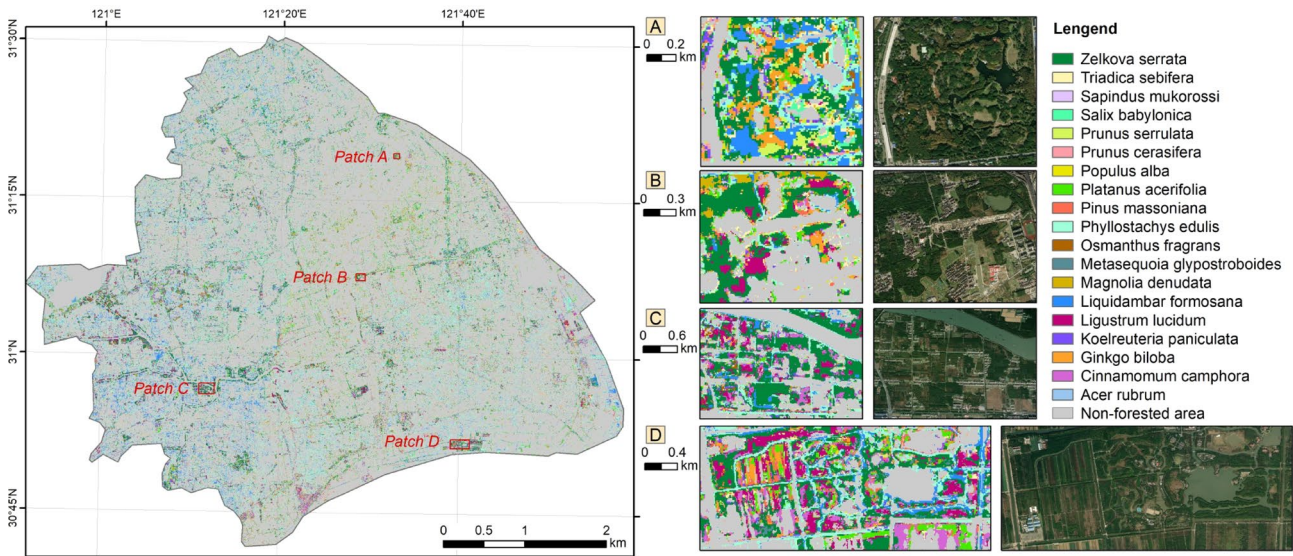 121°E
121°20'E
121°40'E
31°30'N
31°15'N
31°N
30°45'N
Patch A
Patch B
Patch C
Patch D
0 0.5 1 2
km
A
0 0.2
km
B
0 0.3
km
C
0 0.6
km
D
0 0.4
km
Lengend
Zelkova serrata
Triadica sebifera
Sapindus mukorossi
Salix babylonica
Prunus serrulata
Prunus cerasifera
Populus alba
Platanus acerifolia
Pinus massoniana
Phyllostachys edulis
Osmanthus fragrans
Metasequoia glyptostroboides
Magnolia denudata
Liquidambar formosana
Ligustrum lucidum
Koelreuteria paniculata
Ginkgo biloba
Cinnamomum camphora
Acer rubrum
Non-forested area